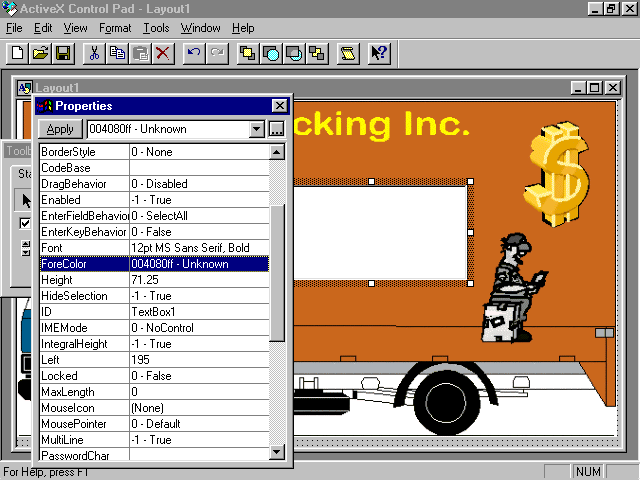 ActiveX Control Pad - Layout1
File Edit View Format Tools Window Help
Layout1
Properties
Apply 004080ff - Unknown ...
cking Inc.
BorderStyle 0 - None
CodeBase
DragBehavior 0 - Disabled
Enabled -1 - True
EnterFieldBehavior 0 - SelectAll
EnterKeyBehavior 0 - False
Font 12pt MS Sans Serif, Bold
ForeColor 004080ff - Unknown
Height 71.25
HideSelection -1 - True
ID TextBox1
IMEMode 0 - NoControl
IntegralHeight -1 - True
Left 195
Locked 0 - False
MaxLength 0
MouseIcon (None)
MousePointer 0 - Default
MultiLine -1 - True
PasswordChar
Toolb
Sta
For Help, press F1
NUM